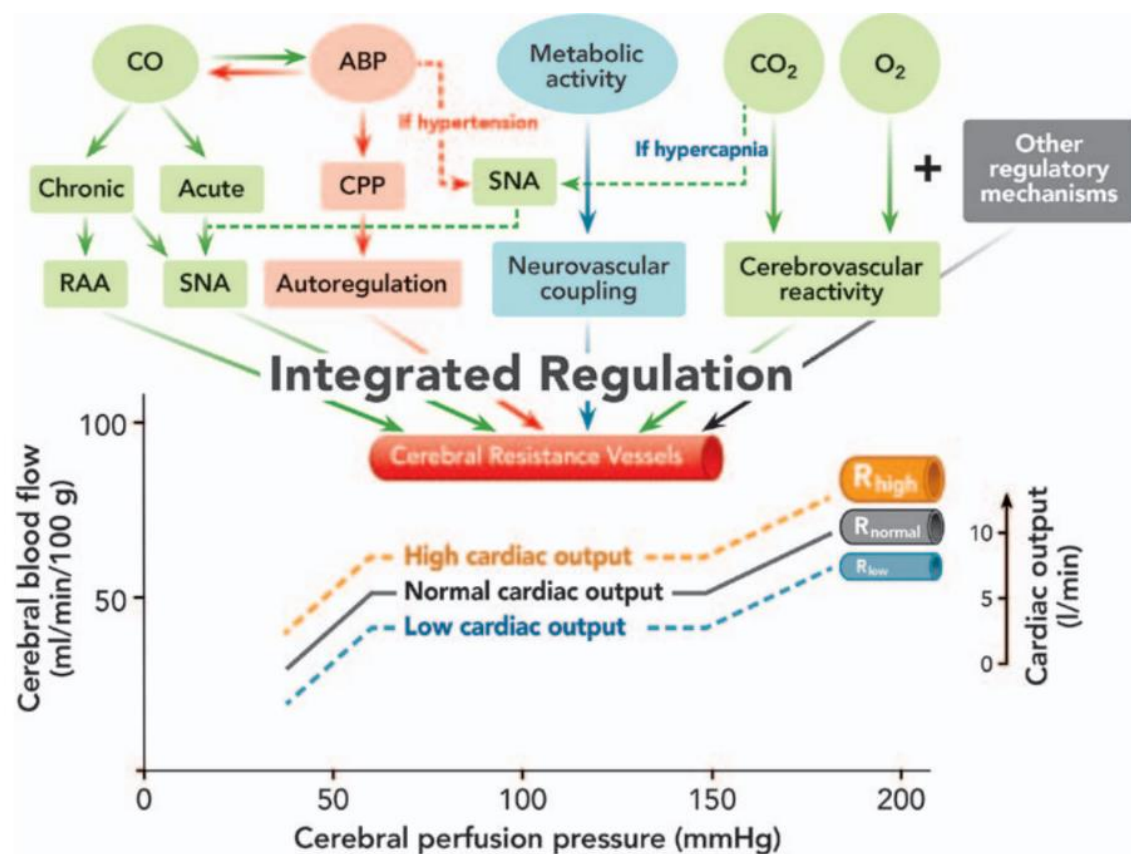 CO
ABP
Metabolic
activity
CO₂
O₂
If hypertension
If hypercapnia
+
Other
regulatory
mechanisms
Chronic
Acute
CPP
SNA
RAA
SNA
Autoregulation
Neurovascular
coupling
Cerebrovascular
reactivity
Integrated Regulation
Cerebral Resistance Vessels
Cerebral blood flow
(ml/min/100 g)
100
50
High cardiac output
Normal cardiac output
Low cardiac output
R high
R normal
R low
10
5
0
Cardiac output
(l/min)
0
50
100
150
200
Cerebral perfusion pressure (mmHg)